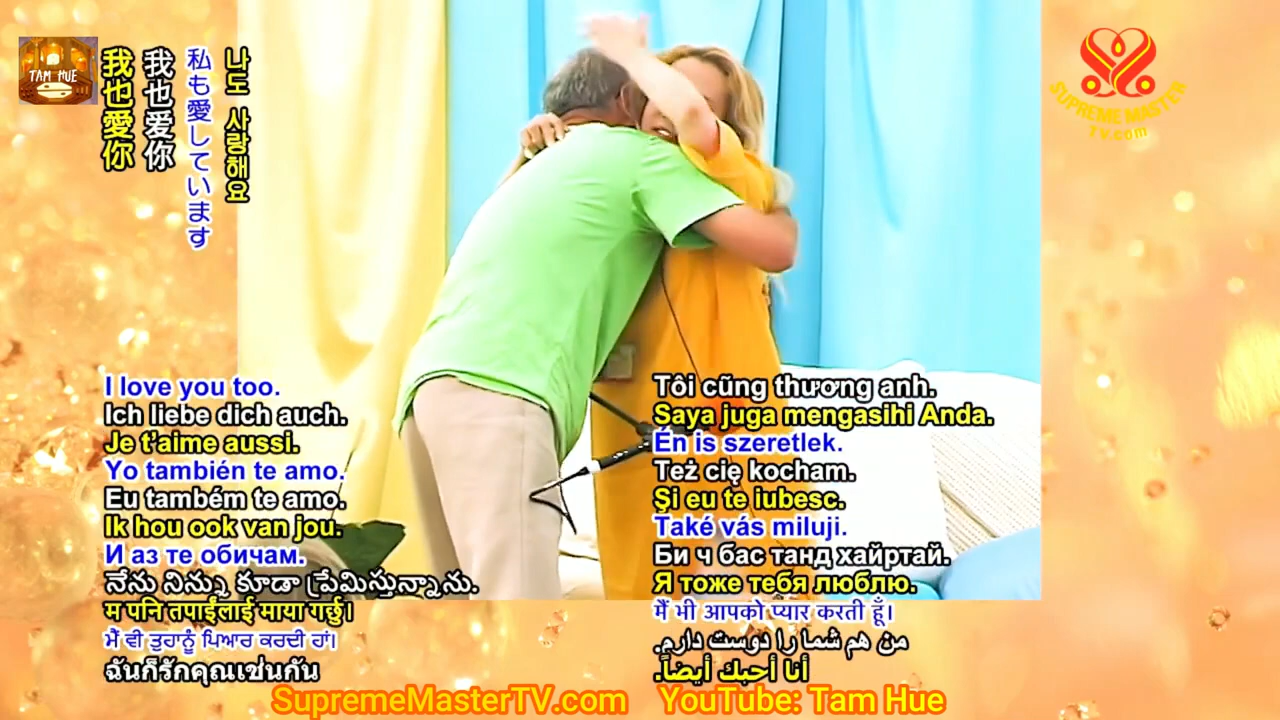 TAM HUE
我也愛你
我也爱你
私も愛しています
나도 사랑해요
SUPREME MASTER
TV.com
I love you too.
Ich liebe dich auch.
Je t'aime aussi.
Yo también te amo.
Eu também te amo.
Ik hou ook van jou.
И аз те обичам.
నేను నిన్ను కూడా ప్రేమిస్తున్నాను.
म पनि तपाईंलाई माया गर्छु।
ਮੈਂ ਵੀ ਤੁਹਾਨੂੰ ਪਿਆਰ ਕਰਦੀ ਹਾਂ।
ฉันก็รักคุณเช่นกัน
Tôi cũng thương anh.
Saya juga mengasihi Anda.
Én is szeretlek.
Też cię kocham.
Şi eu te iubesc.
Také vás miluji.
Би ч бас танд хайртай.
Я тоже тебя люблю.
मैं भी आपको प्यार करती हूँ।
من هم شما را دوست دارم.
أنا أحبك أيضاً.
SupremeMasterTV.com YouTube: Tam Hue